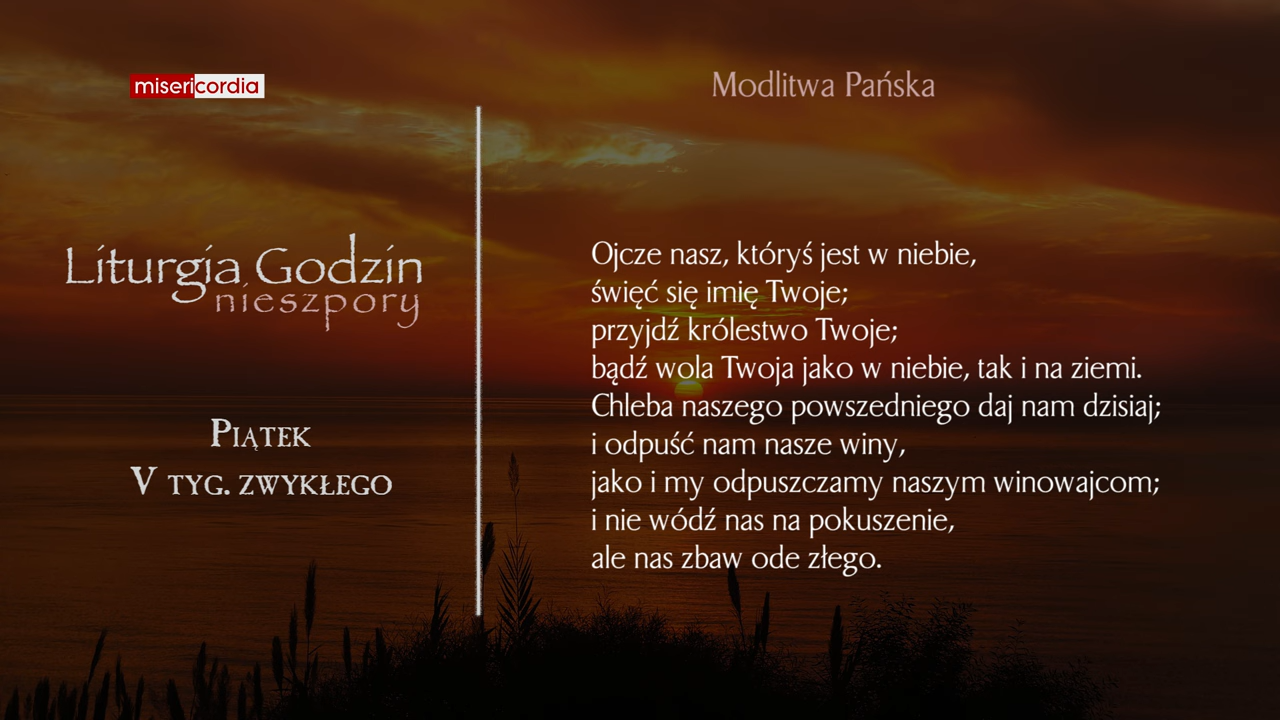 misericordia
Liturgia Godzin
nieszpory
Piątek
V tyg. zwykłego
Modlitwa Pańska
Ojcze nasz, któryś jest w niebie,
święć się imię Twoje;
przyjdź królestwo Twoje;
bądź wola Twoja jako w niebie, tak i na ziemi.
Chleba naszego powszedniego daj nam dzisiaj;
i odpuść nam nasze winy,
jako i my odpuszczamy naszym winowajcom;
i nie wódź nas na pokuszenie,
ale nas zbaw ode złego.